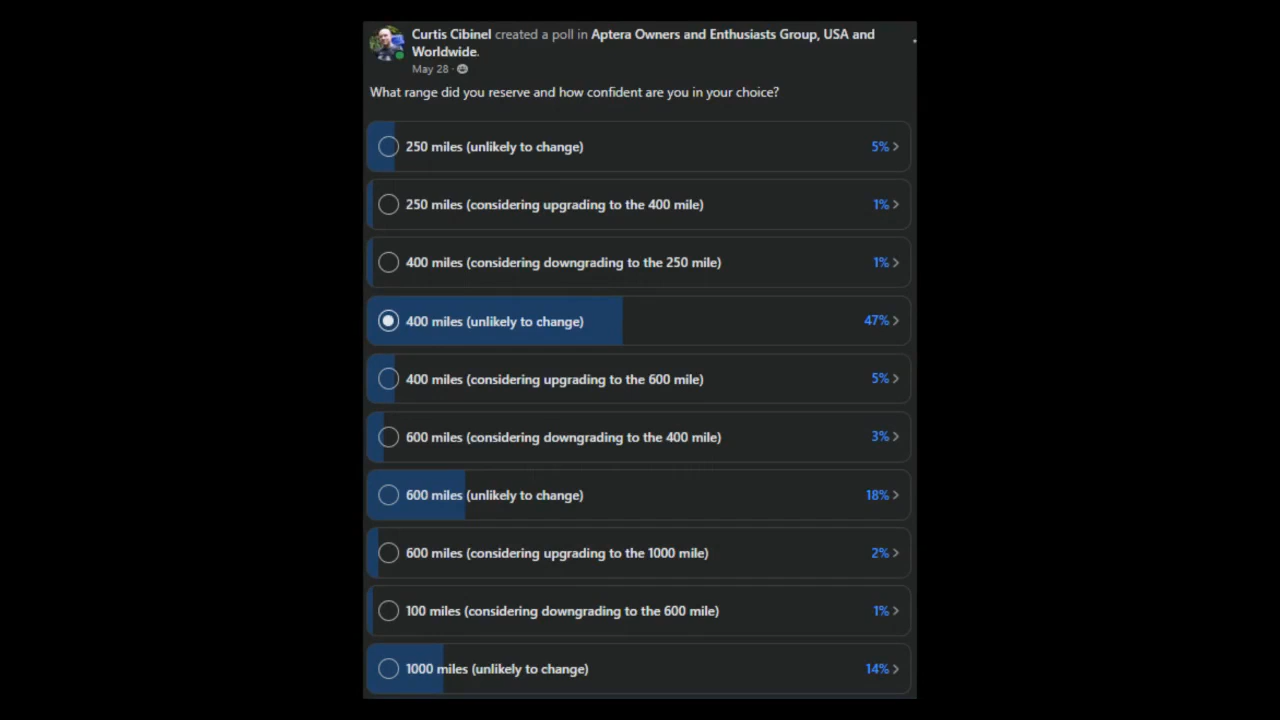 Curtis Cibinel created a poll in Aptera Owners and Enthusiasts Group, USA and
Worldwide.
May 28 ·
What range did you reserve and how confident are you in your choice?
250 miles (unlikely to change) 5%
250 miles (considering upgrading to the 400 mile) 1%
400 miles (considering downgrading to the 250 mile) 1%
400 miles (unlikely to change) 47%
400 miles (considering upgrading to the 600 mile) 5%
600 miles (considering downgrading to the 400 mile) 3%
600 miles (unlikely to change) 18%
600 miles (considering upgrading to the 1000 mile) 2%
100 miles (considering downgrading to the 600 mile) 1%
1000 miles (unlikely to change) 14%